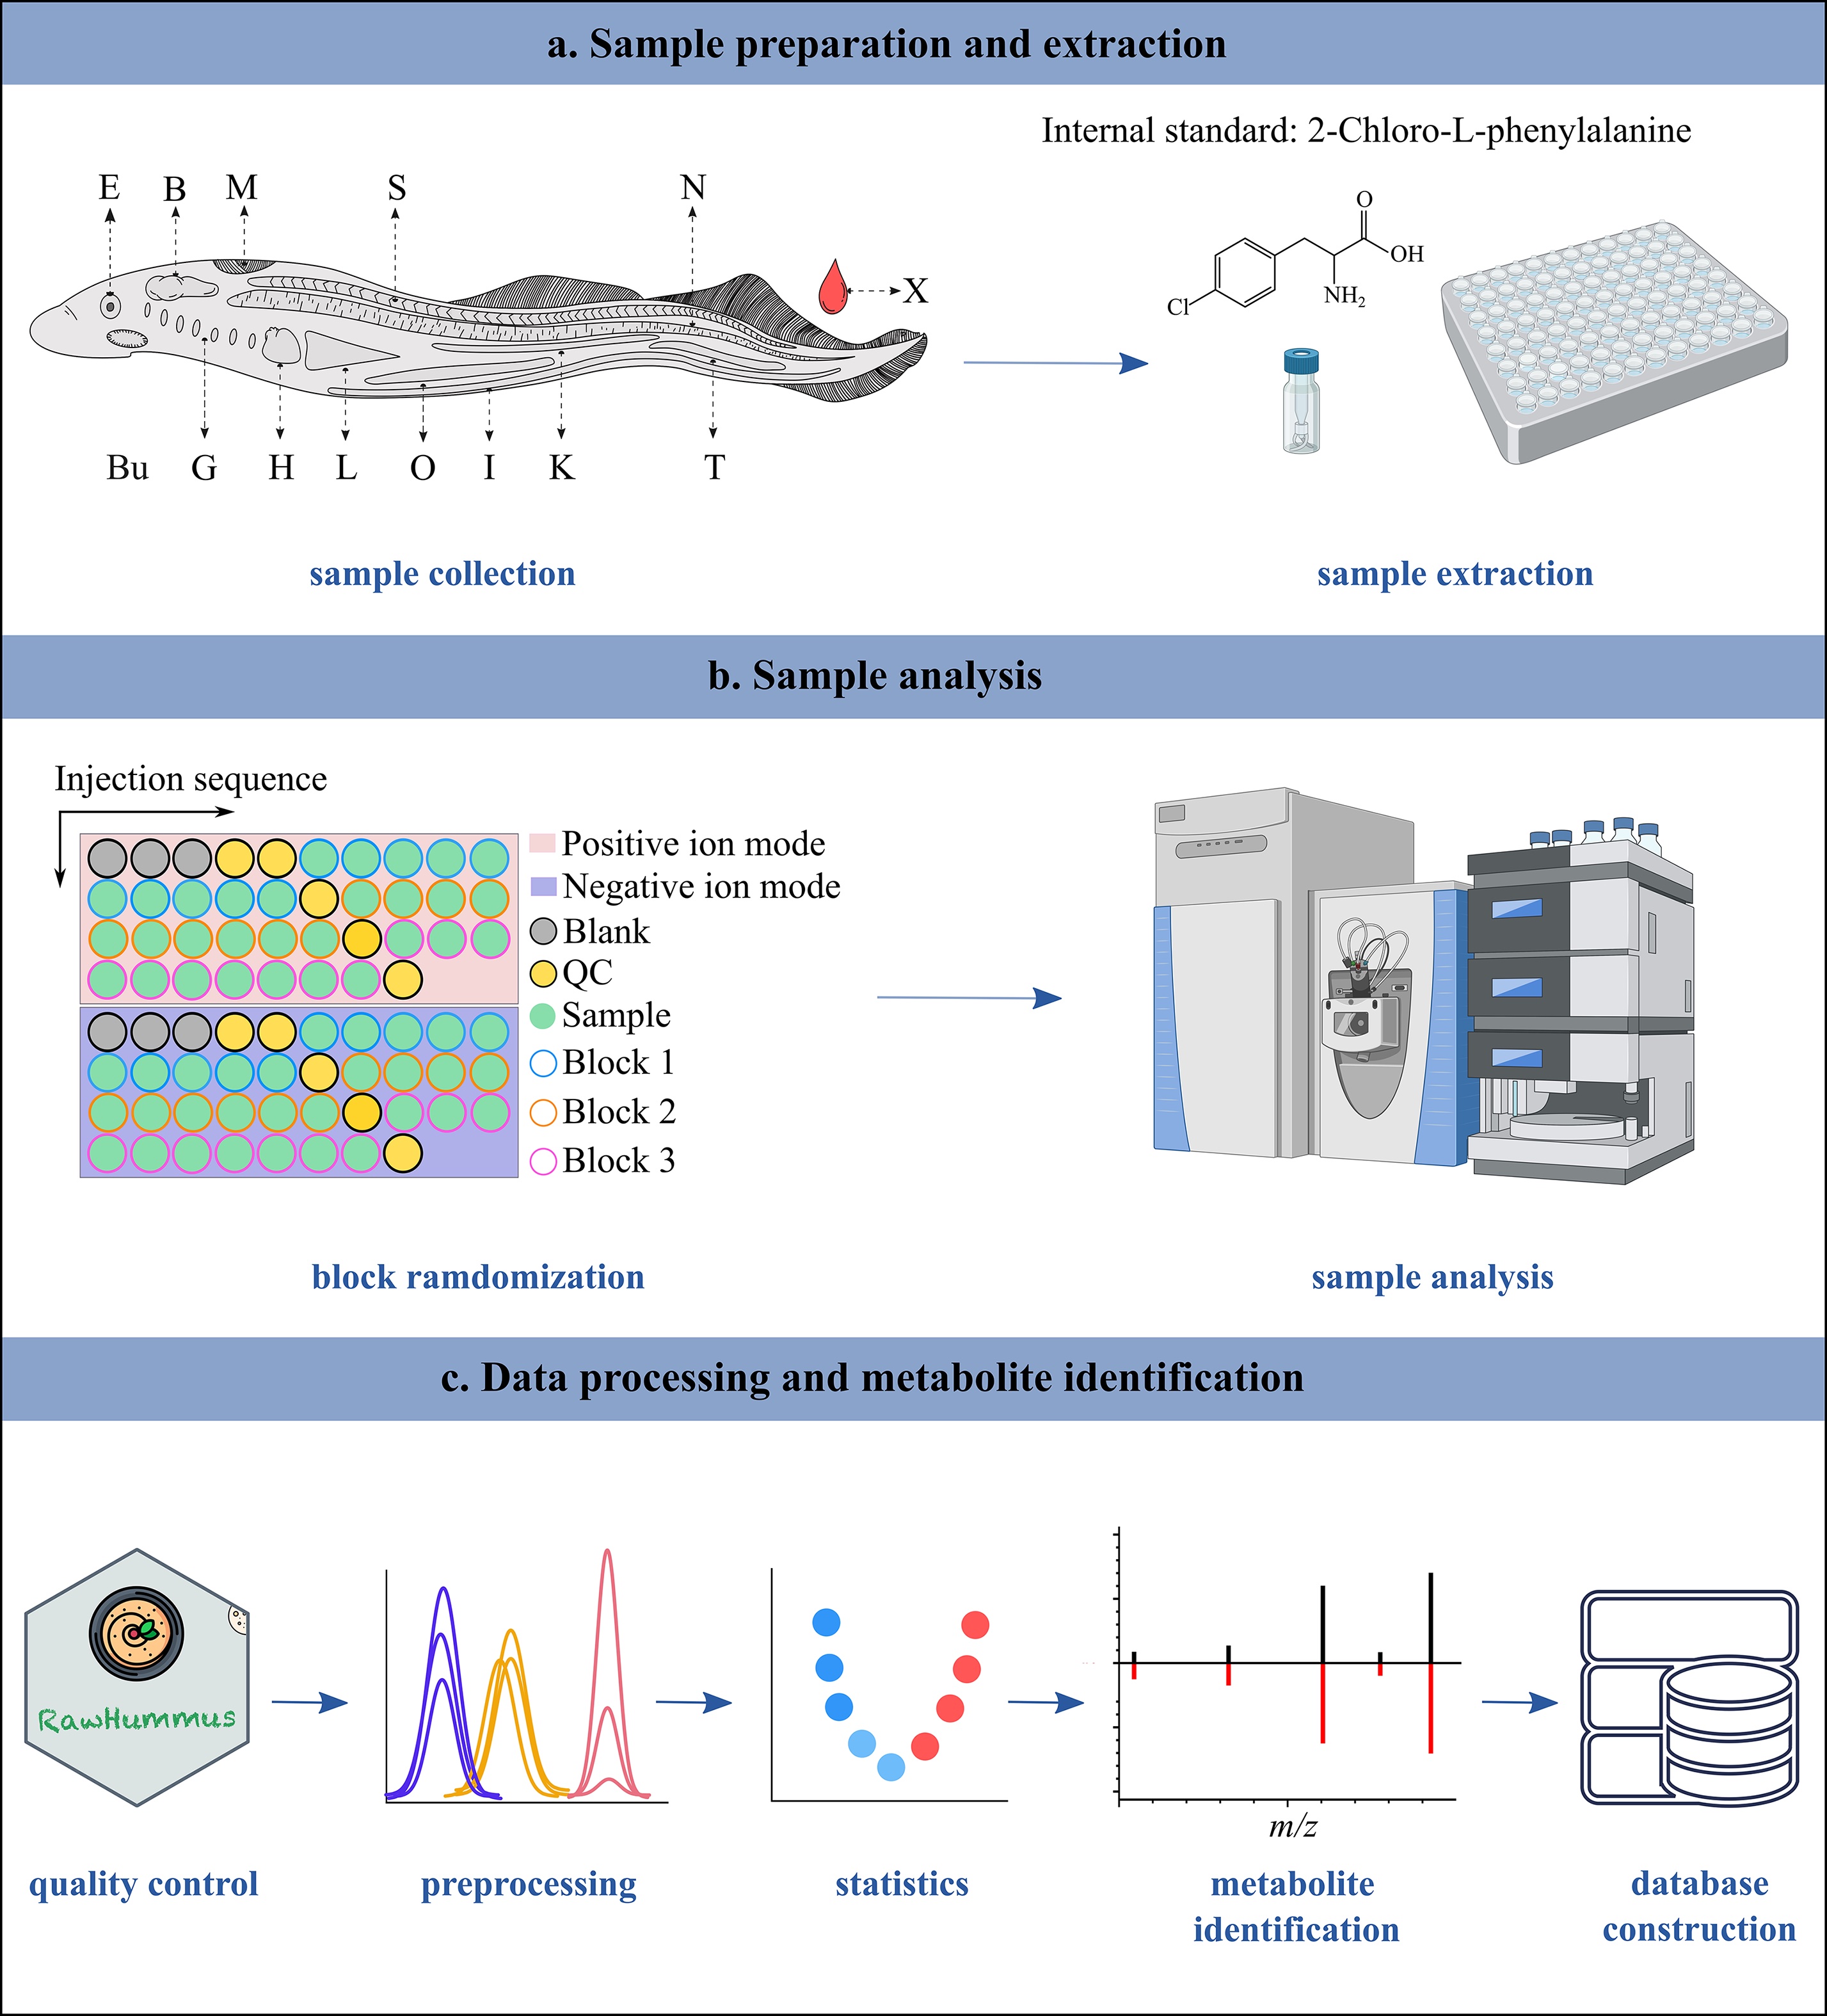 a. Sample preparation and extraction
Internal standard: 2-Chloro-L-phenylalanine
E B M S N
X
Bu G H L O I K T
O
OH
NH2
Cl
sample collection
sample extraction
b. Sample analysis
Injection sequence
Positive ion mode
Negative ion mode
Blank
QC
Sample
Block 1
Block 2
Block 3
block ramdomization
sample analysis
c. Data processing and metabolite identification
RawHummus
m/z
quality control
preprocessing
statistics
metabolite
identification
database
construction